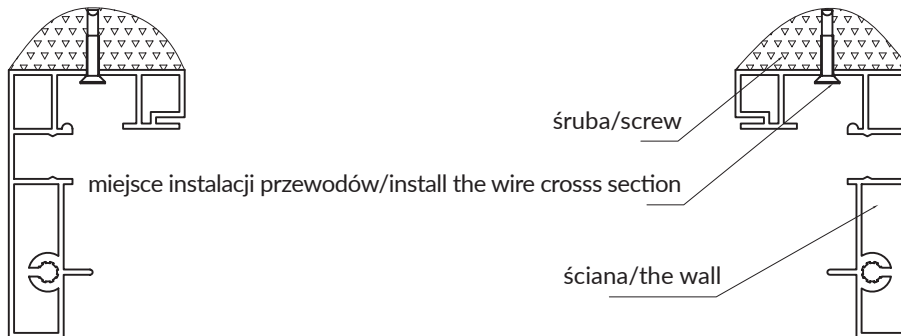 śruba/screw
miejsce instalacji przewodów/install the wire crosss section
ściana/the wall